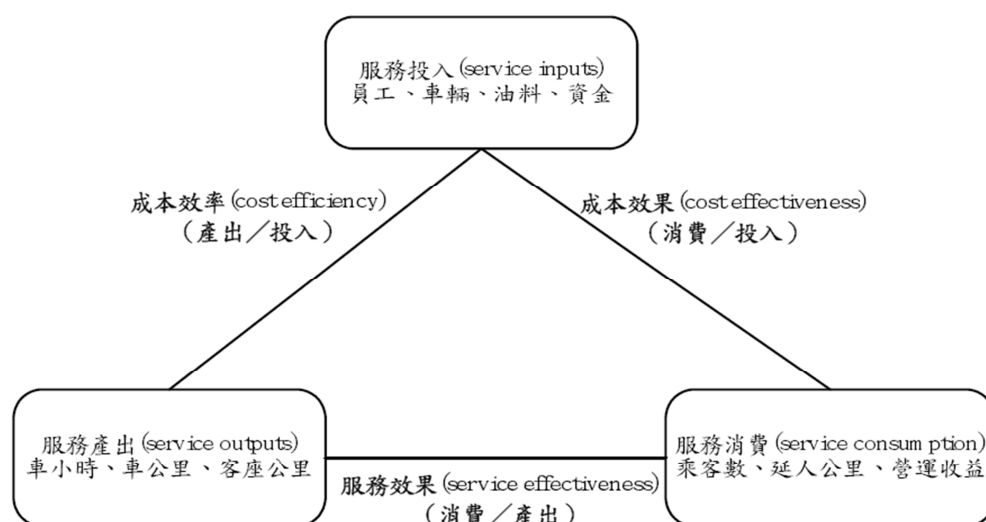 服務投入(service inputs)
員工、車輛、油料、資金
成本效率(cost efficiency)
(產出/投入)
成本效果(cost effectiveness)
(消費/投入)
服務產出(service outputs)
車小時、車公里、客座公里
服務消費(service consumption)
乘客數、延人公里、營運收益
服務效果(service effectiveness)
(消費/產出)